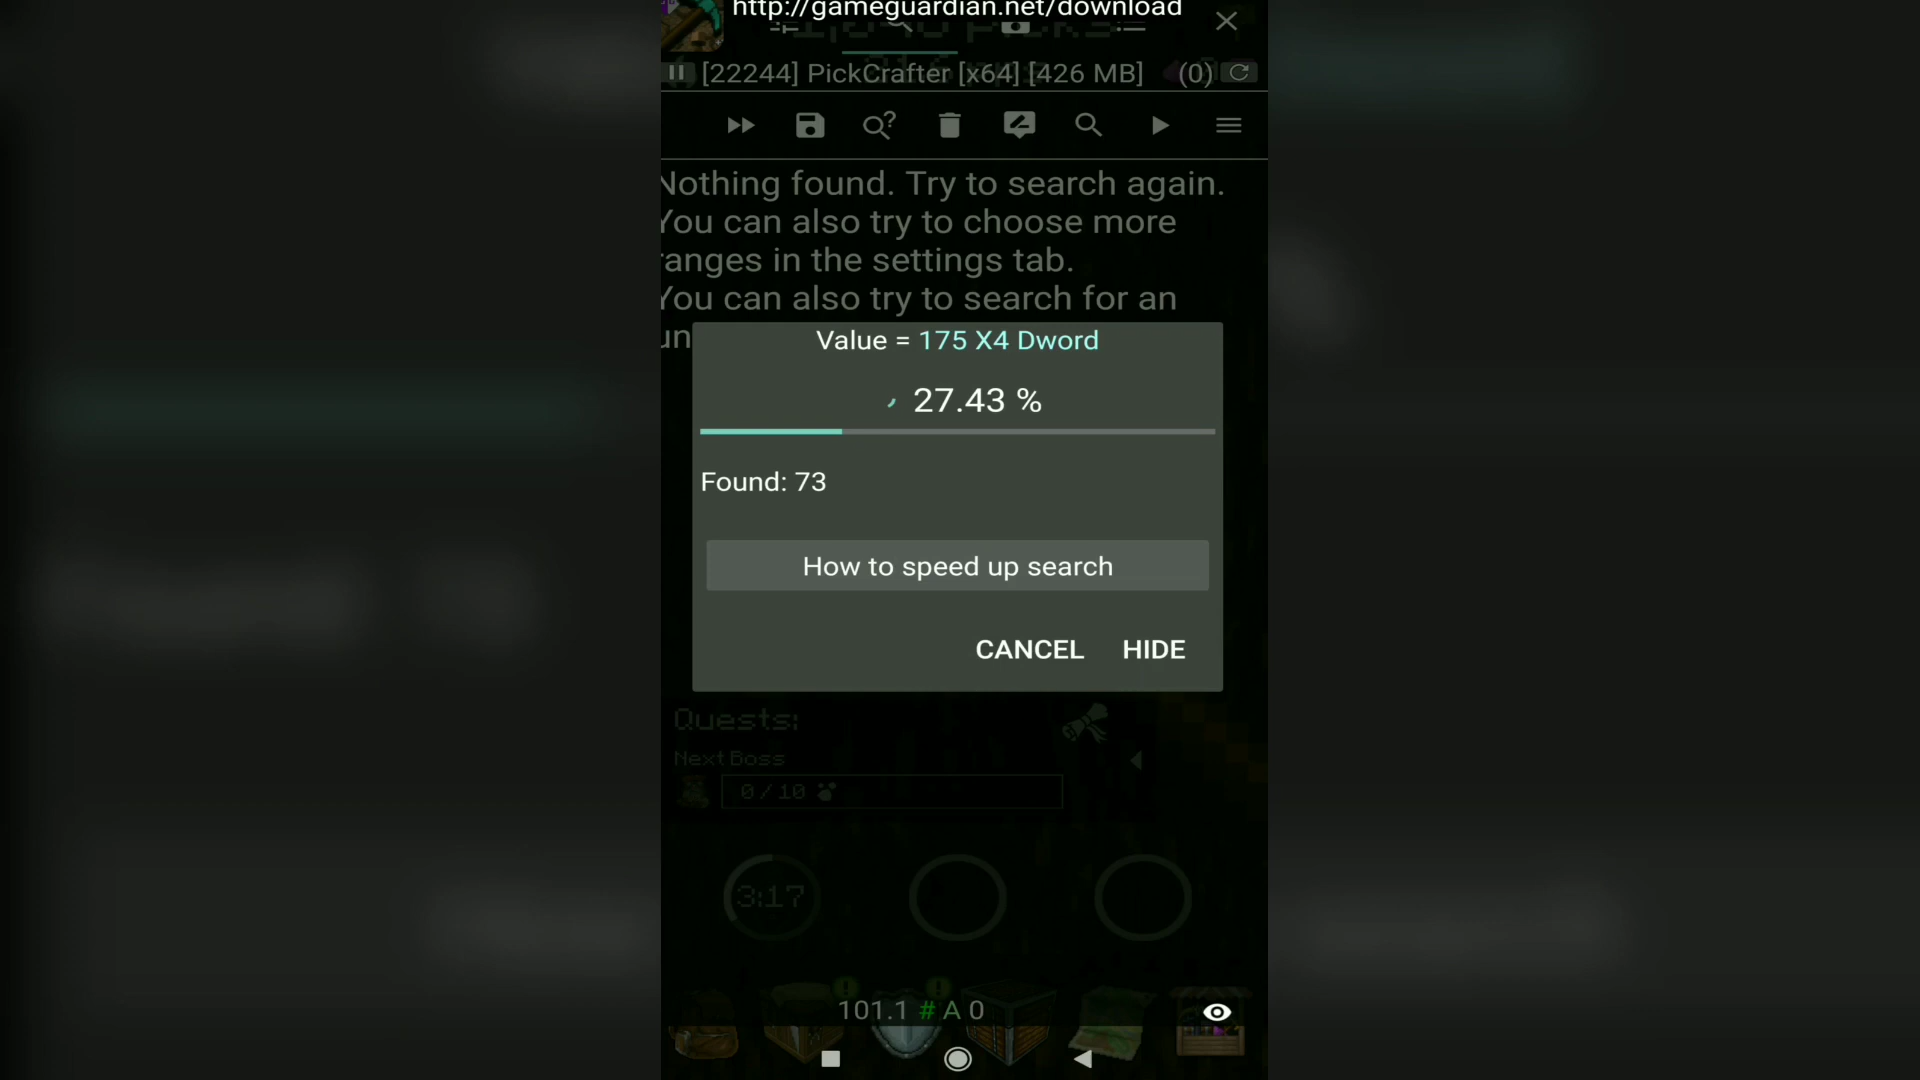 http://gameguardian.net/download
[22244] PickCrafter [x64] [426 MB] (0)
Nothing found. Try to search again.
You can also try to choose more
ranges in the settings tab.
You can also try to search for an
un
Value = 175 X4 Dword
27.43 %
Found: 73
How to speed up search
CANCEL HIDE
Quests:
Next Boss
0/10
3:17
101.1 # A 0